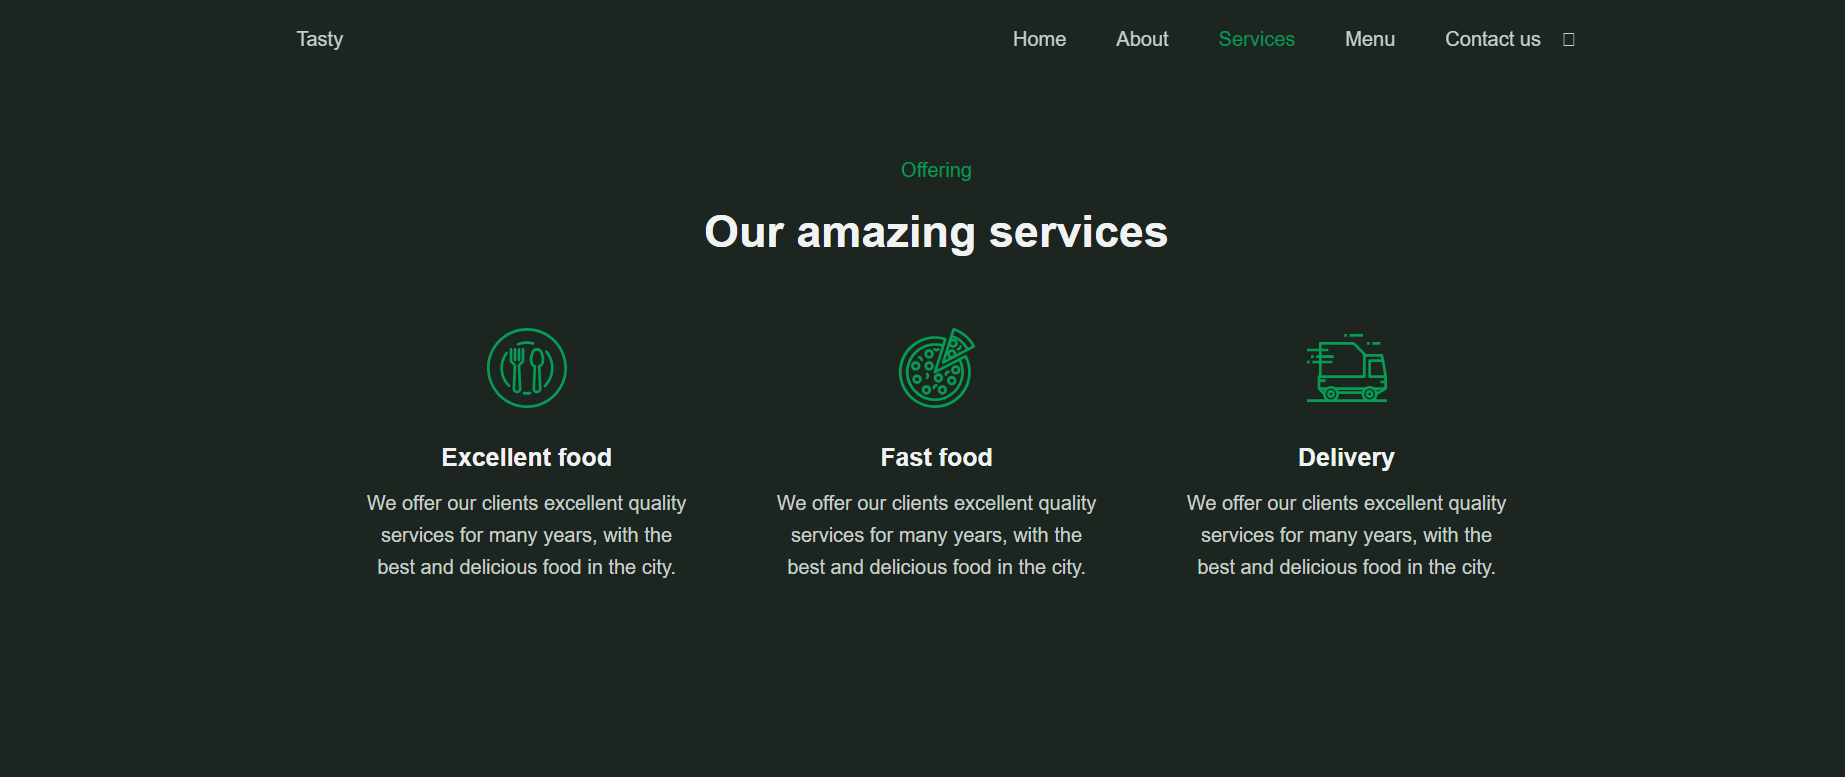 Tasty
Home About Services Menu Contact us
Offering
Our amazing services
Excellent food
We offer our clients excellent quality
services for many years, with the
best and delicious food in the city.
Fast food
We offer our clients excellent quality
services for many years, with the
best and delicious food in the city.
Delivery
We offer our clients excellent quality
services for many years, with the
best and delicious food in the city.